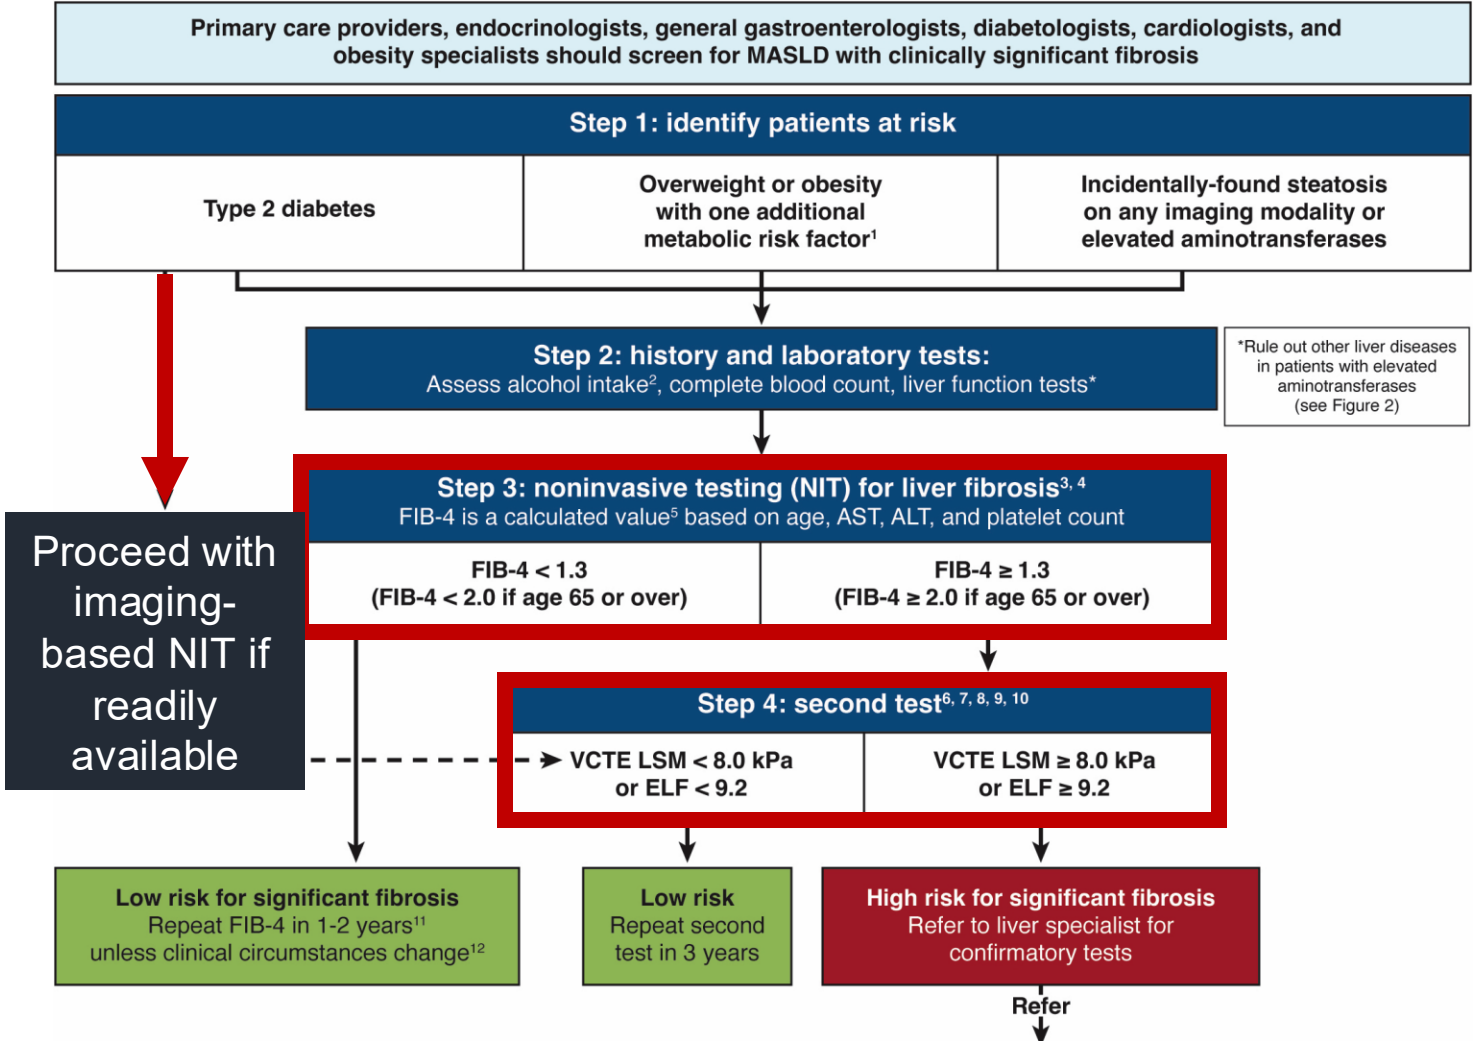 Primary care providers, endocrinologists, general gastroenterologists, diabetologists, cardiologists, and
obesity specialists should screen for MASLD with clinically significant fibrosis
Step 1: identify patients at risk
Type 2 diabetes
Overweight or obesity
with one additional
metabolic risk factor¹
Incidentally-found steatosis
on any imaging modality or
elevated aminotransferases
Step 2: history and laboratory tests:
Assess alcohol intake², complete blood count, liver function tests*
*Rule out other liver diseases
in patients with elevated
aminotransferases
(see Figure 2)
Step 3: noninvasive testing (NIT) for liver fibrosis³, ⁴
FIB-4 is a calculated value⁵ based on age, AST, ALT, and platelet count
FIB-4 < 1.3
(FIB-4 < 2.0 if age 65 or over)
FIB-4 ≥ 1.3
(FIB-4 ≥ 2.0 if age 65 or over)
Proceed with
imaging-
based NIT if
readily
available
Step 4: second test⁶, ⁷, ⁸, ⁹, ¹⁰
VCTE LSM < 8.0 kPa
or ELF < 9.2
VCTE LSM ≥ 8.0 kPa
or ELF ≥ 9.2
Low risk for significant fibrosis
Repeat FIB-4 in 1-2 years¹¹
unless clinical circumstances change¹²
Low risk
Repeat second
test in 3 years
High risk for significant fibrosis
Refer to liver specialist for
confirmatory tests
Refer